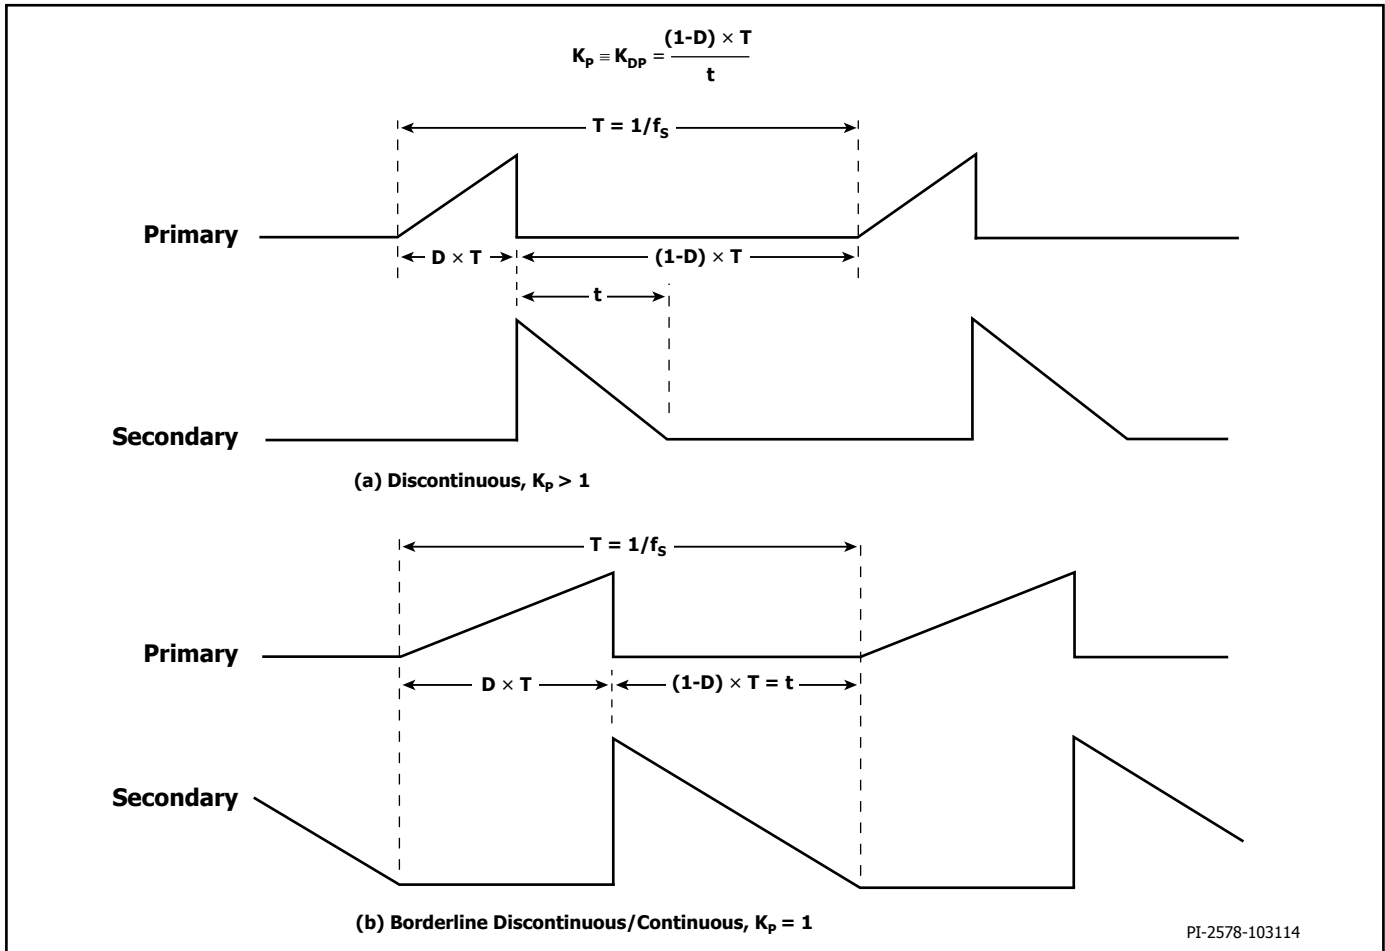 K_P ≡ K_DP = (1-D) × T / t
T = 1/f_S
Primary
D × T
(1-D) × T
t
Secondary
(a) Discontinuous, K_P > 1
T = 1/f_S
Primary
D × T
(1-D) × T = t
Secondary
(b) Borderline Discontinuous/Continuous, K_P = 1
PI-2578-103114